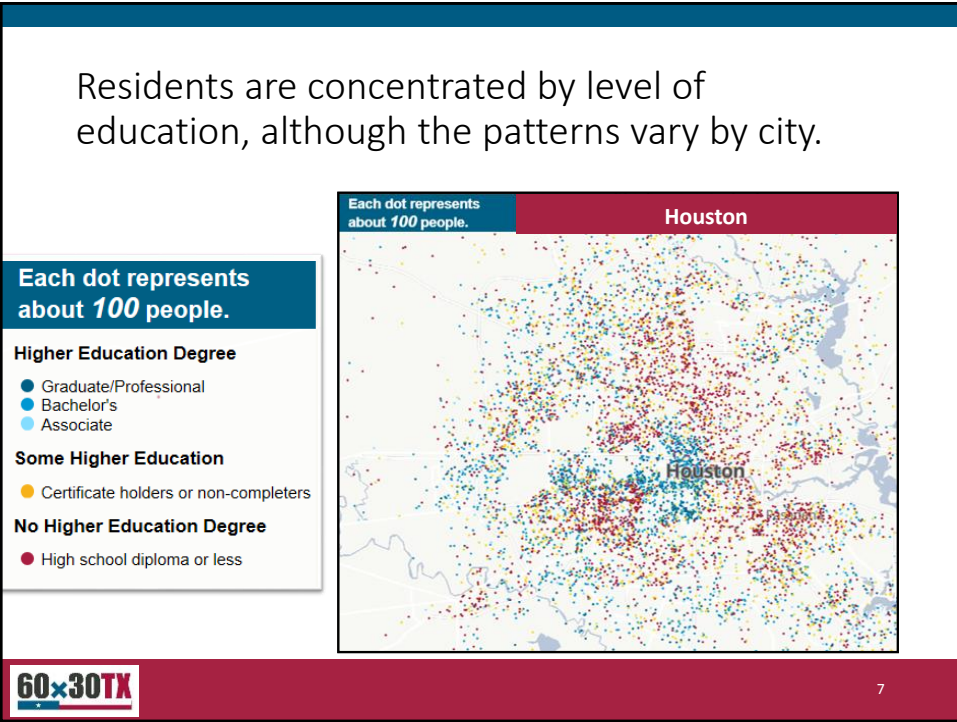 Residents are concentrated by level of
education, although the patterns vary by city.
Each dot represents
about 100 people.
Houston
Houston
Each dot represents
about 100 people.
Higher Education Degree
Graduate/Professional
Bachelor's
Associate
Some Higher Education
Certificate holders or non-completers
No Higher Education Degree
High school diploma or less
60x30TX
7